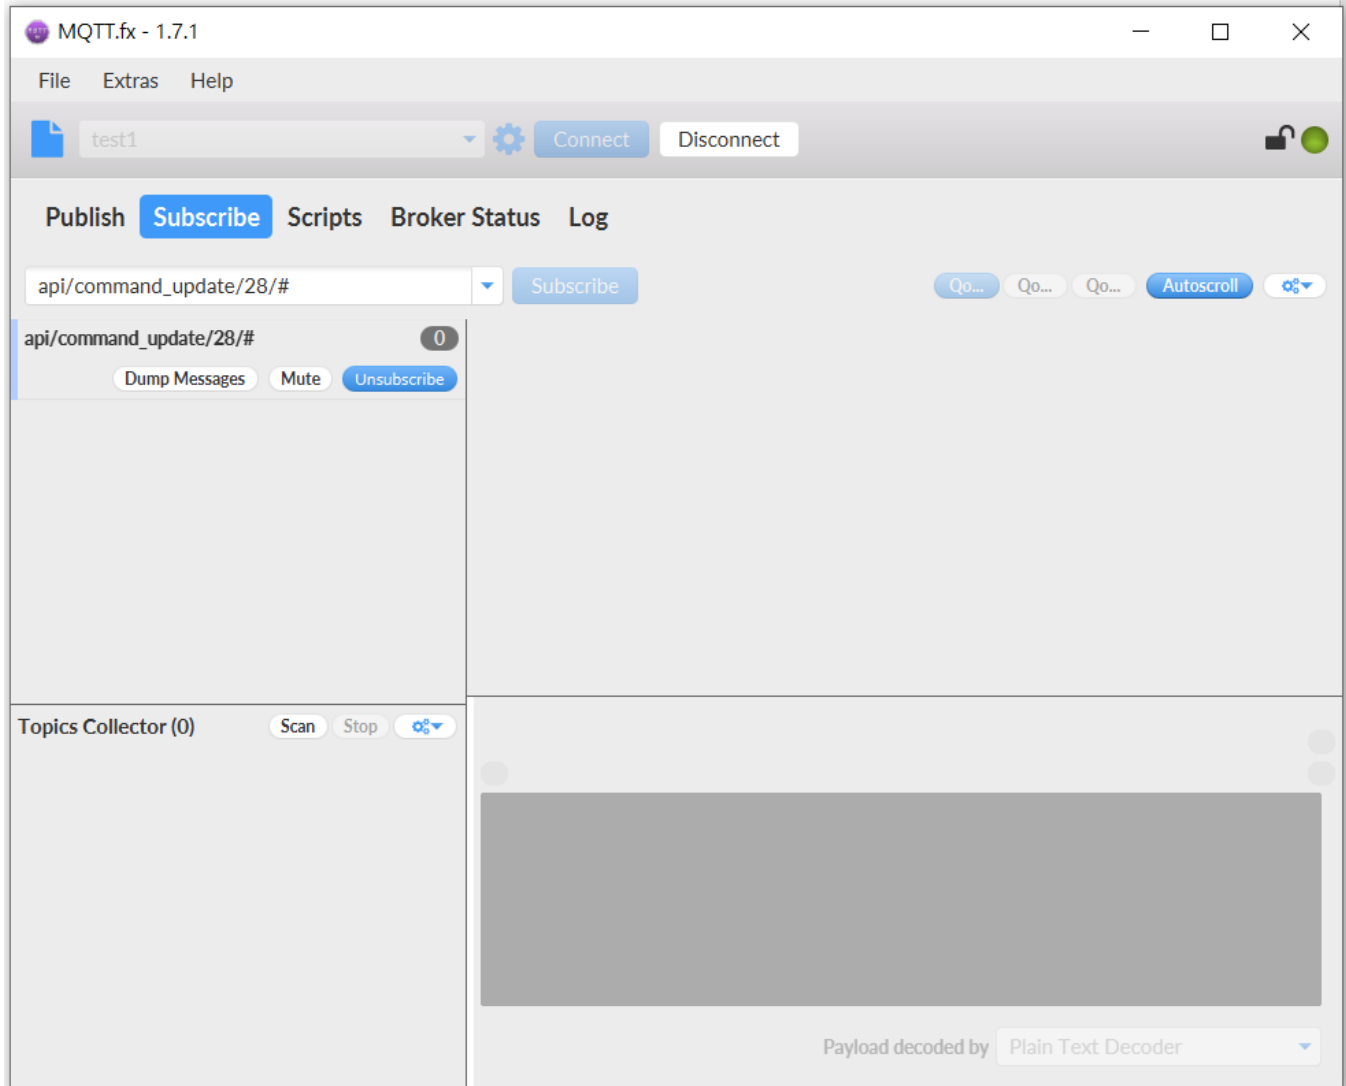 MQTT.fx - 1.7.1
File Extras Help
test1 Connect Disconnect
Publish Subscribe Scripts Broker Status Log
api/command_update/28/# Subscribe Qo... Qo... Qo... Autoscroll
api/command_update/28/# 0
Dump Messages Mute Unsubscribe
Topics Collector (0) Scan Stop
Payload decoded by Plain Text Decoder